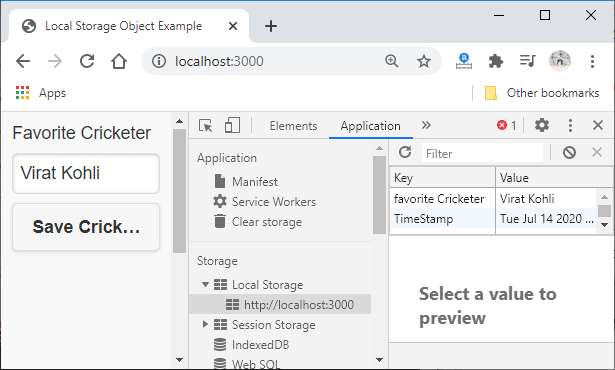 Local Storage Object Example
localhost:3000
Apps
Other bookmarks
Favorite Cricketer
Virat Kohli
Save Crick...
Elements
Application
1
Application
Manifest
Service Workers
Clear storage
Storage
Local Storage
http://localhost:3000
Session Storage
IndexedDB
Web SQL
Filter
Key Value
favorite Cricketer Virat Kohli
TimeStamp Tue Jul 14 2020 ...
Select a value to
preview